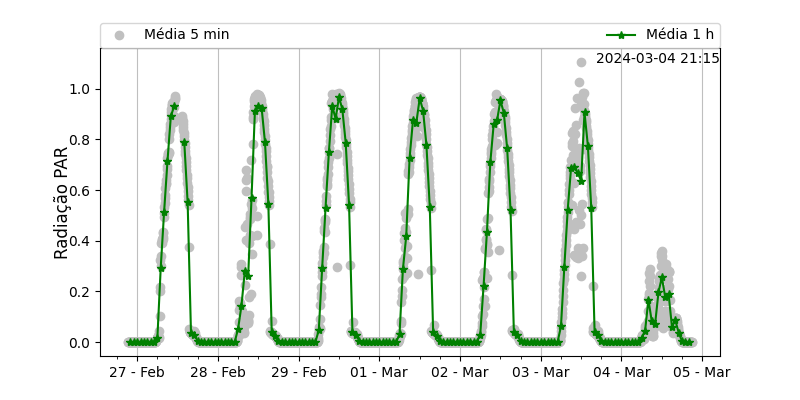 Média 5 min
Média 1 h
2024-03-04 21:15
Radiação PAR
1.0
0.8
0.6
0.4
0.2
0.0
27 - Feb
28 - Feb
29 - Feb
01 - Mar
02 - Mar
03 - Mar
04 - Mar
05 - Mar